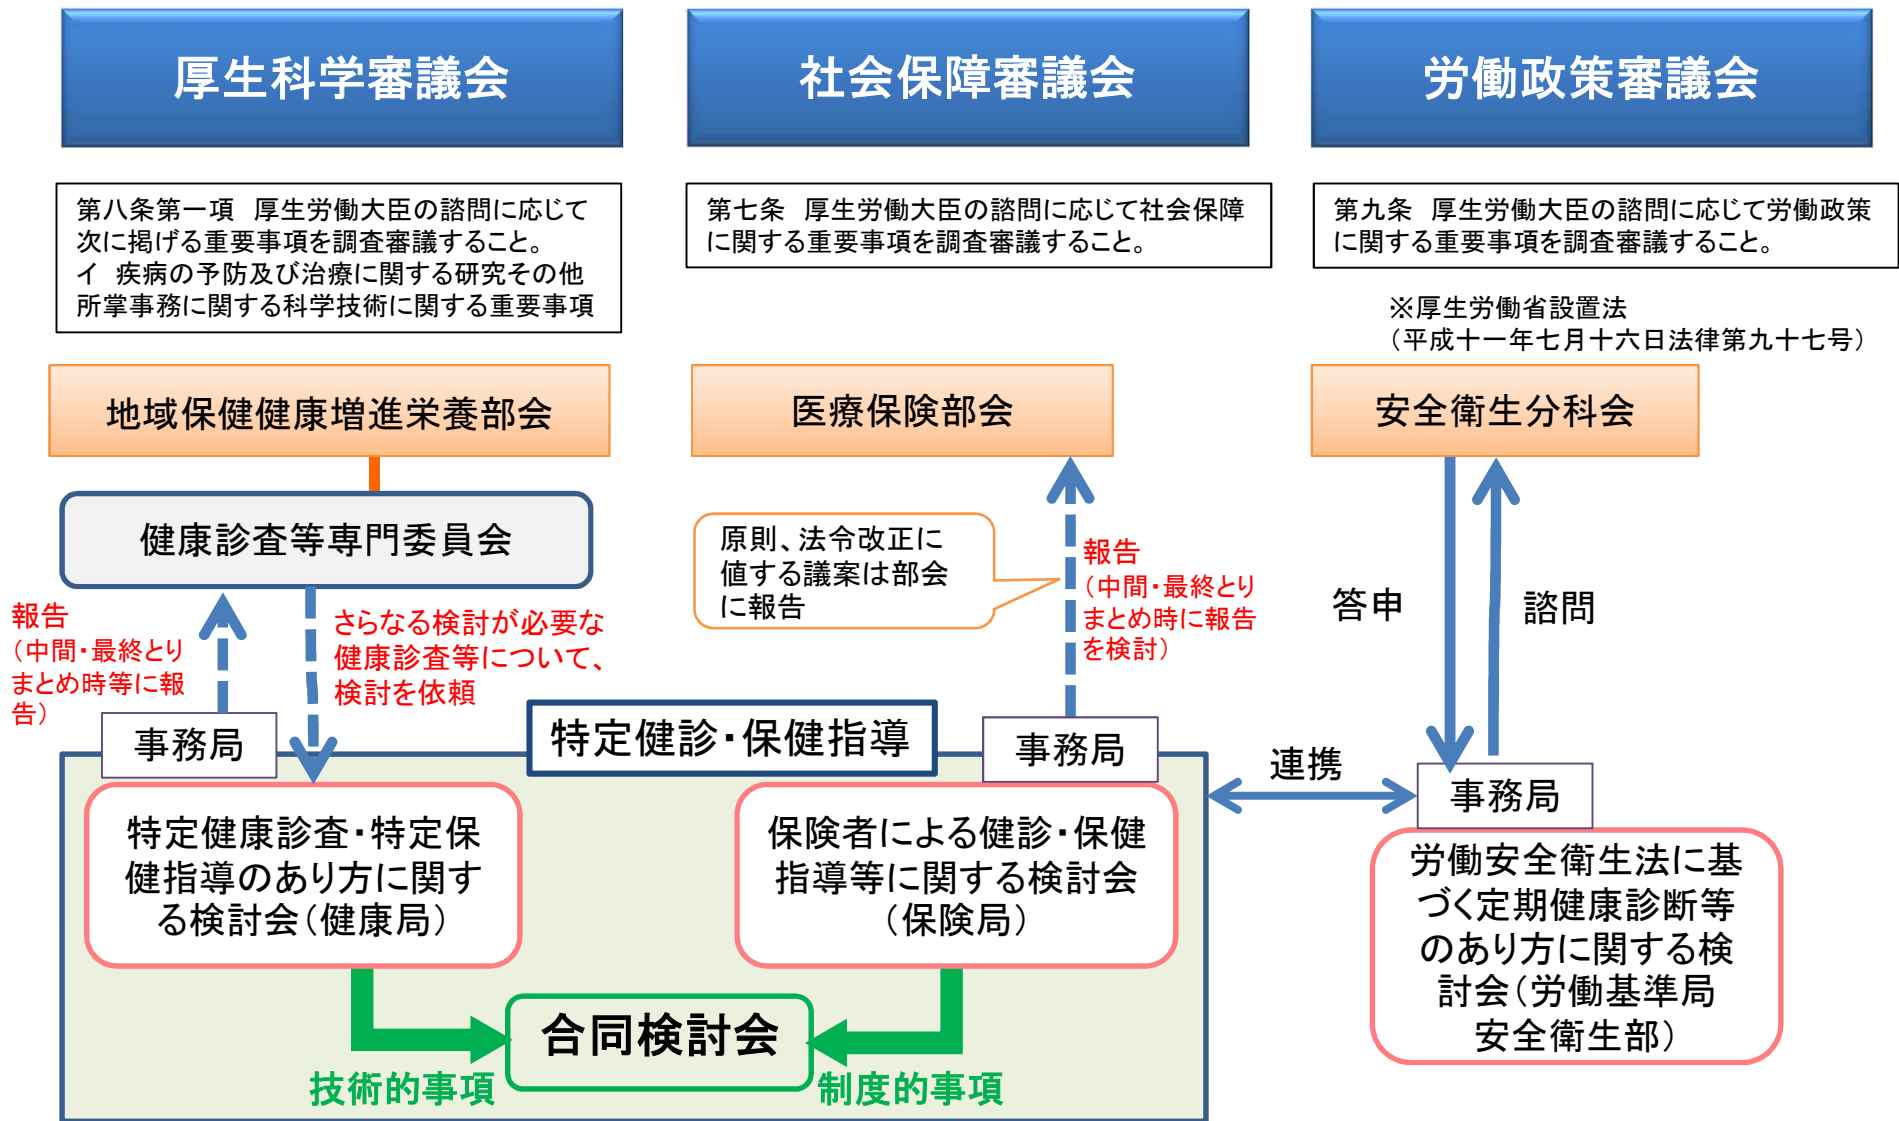 厚生科学審議会
社会保障審議会
労働政策審議会
第八条第一項　厚生労働大臣の諮問に応じて
次に掲げる重要事項を調査審議すること。
イ　疾病の予防及び治療に関する研究その他
所掌事務に関する科学技術に関する重要事項
第七条　厚生労働大臣の諮問に応じて社会保障
に関する重要事項を調査審議すること。
第九条　厚生労働大臣の諮問に応じて労働政策
に関する重要事項を調査審議すること。
※厚生労働省設置法
（平成十一年七月十六日法律第九十七号）
地域保健健康増進栄養部会
医療保険部会
安全衛生分科会
健康診査等専門委員会
原則、法令改正に
値する議案は部会
に報告
報告
（中間・最終とり
まとめ時に報告
を検討）
答申
諮問
報告
（中間・最終とり
まとめ時等に報
告）
さらなる検討が必要な
健康診査等について、
検討を依頼
事務局
特定健診・保健指導
事務局
連携
事務局
特定健康診査・特定保
健指導のあり方に関す
る検討会（健康局）
保険者による健診・保健
指導等に関する検討会
（保険局）
労働安全衛生法に基
づく定期健康診断等
のあり方に関する検
討会（労働基準局
安全衛生部）
合同検討会
技術的事項
制度的事項